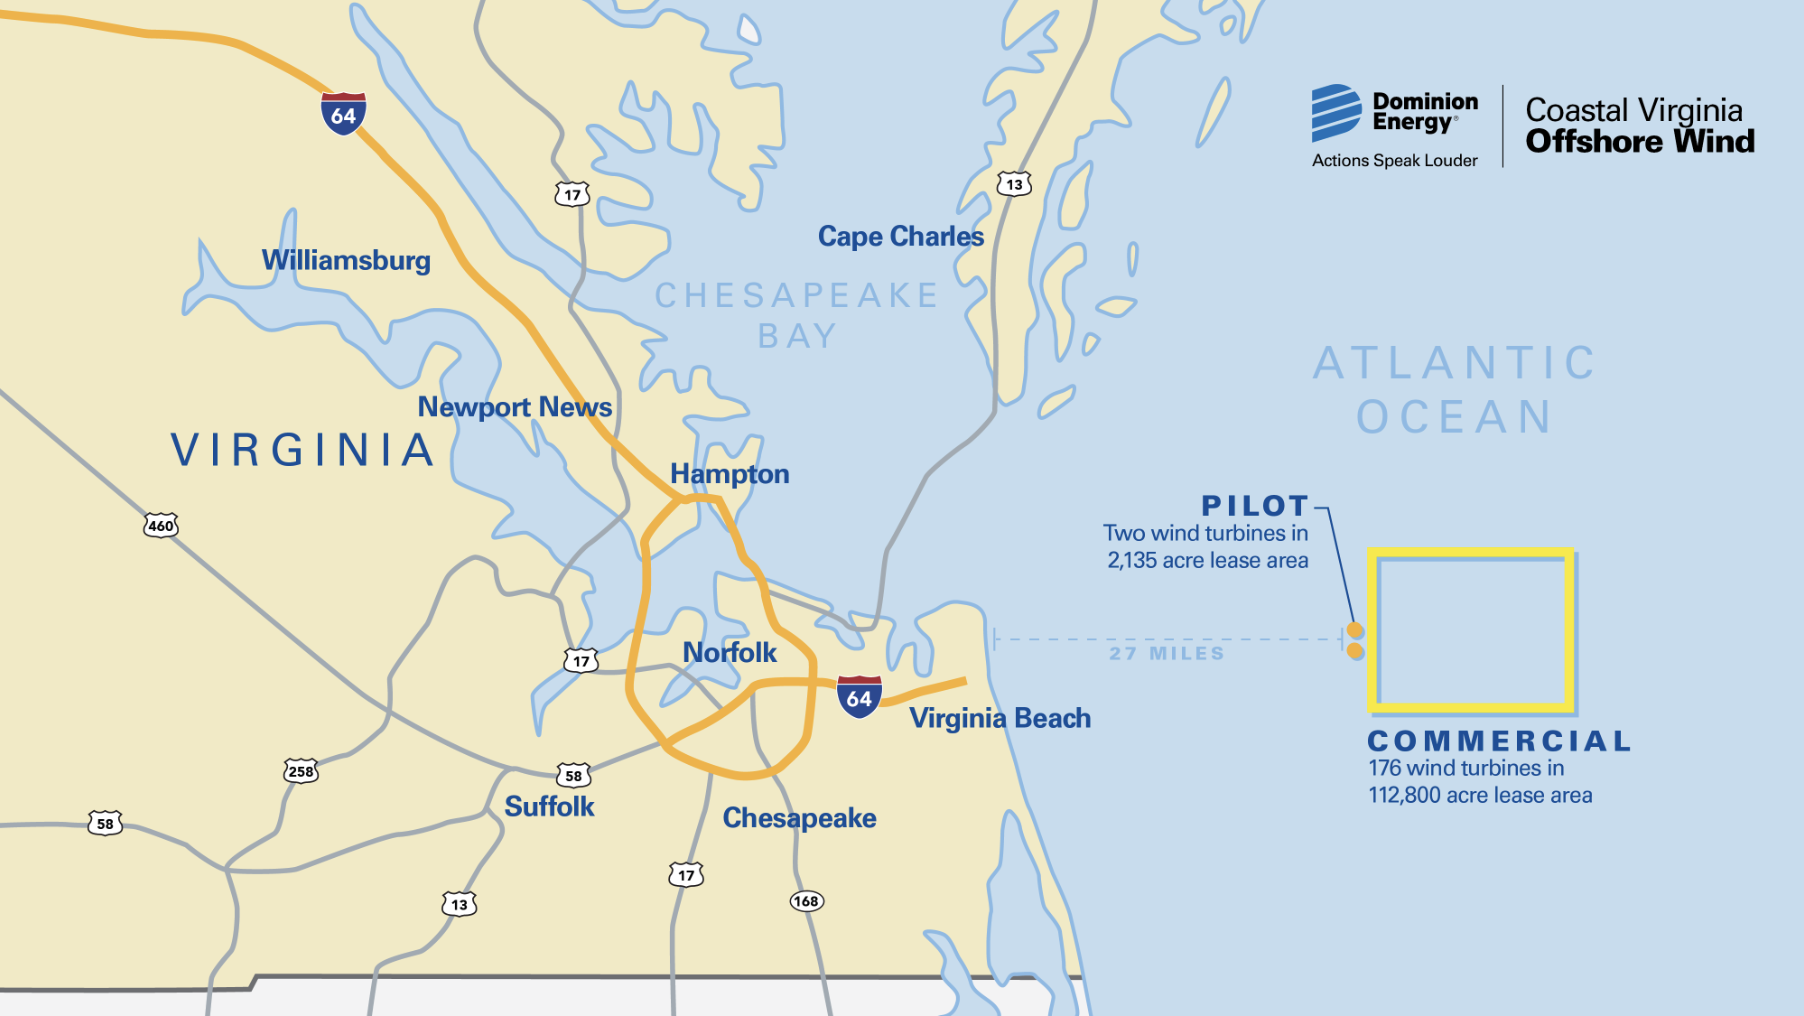 64
17
13
Dominion
Energy®
Actions Speak Louder
Coastal Virginia
Offshore Wind
Williamsburg
Cape Charles
CHESAPEAKE
BAY
ATLANTIC
OCEAN
Newport News
VIRGINIA
Hampton
460
PILOT
Two wind turbines in
2,135 acre lease area
27 MILES
17
Norfolk
64
Virginia Beach
COMMERCIAL
176 wind turbines in
112,800 acre lease area
258
58
Suffolk
58
Chesapeake
17
13
168